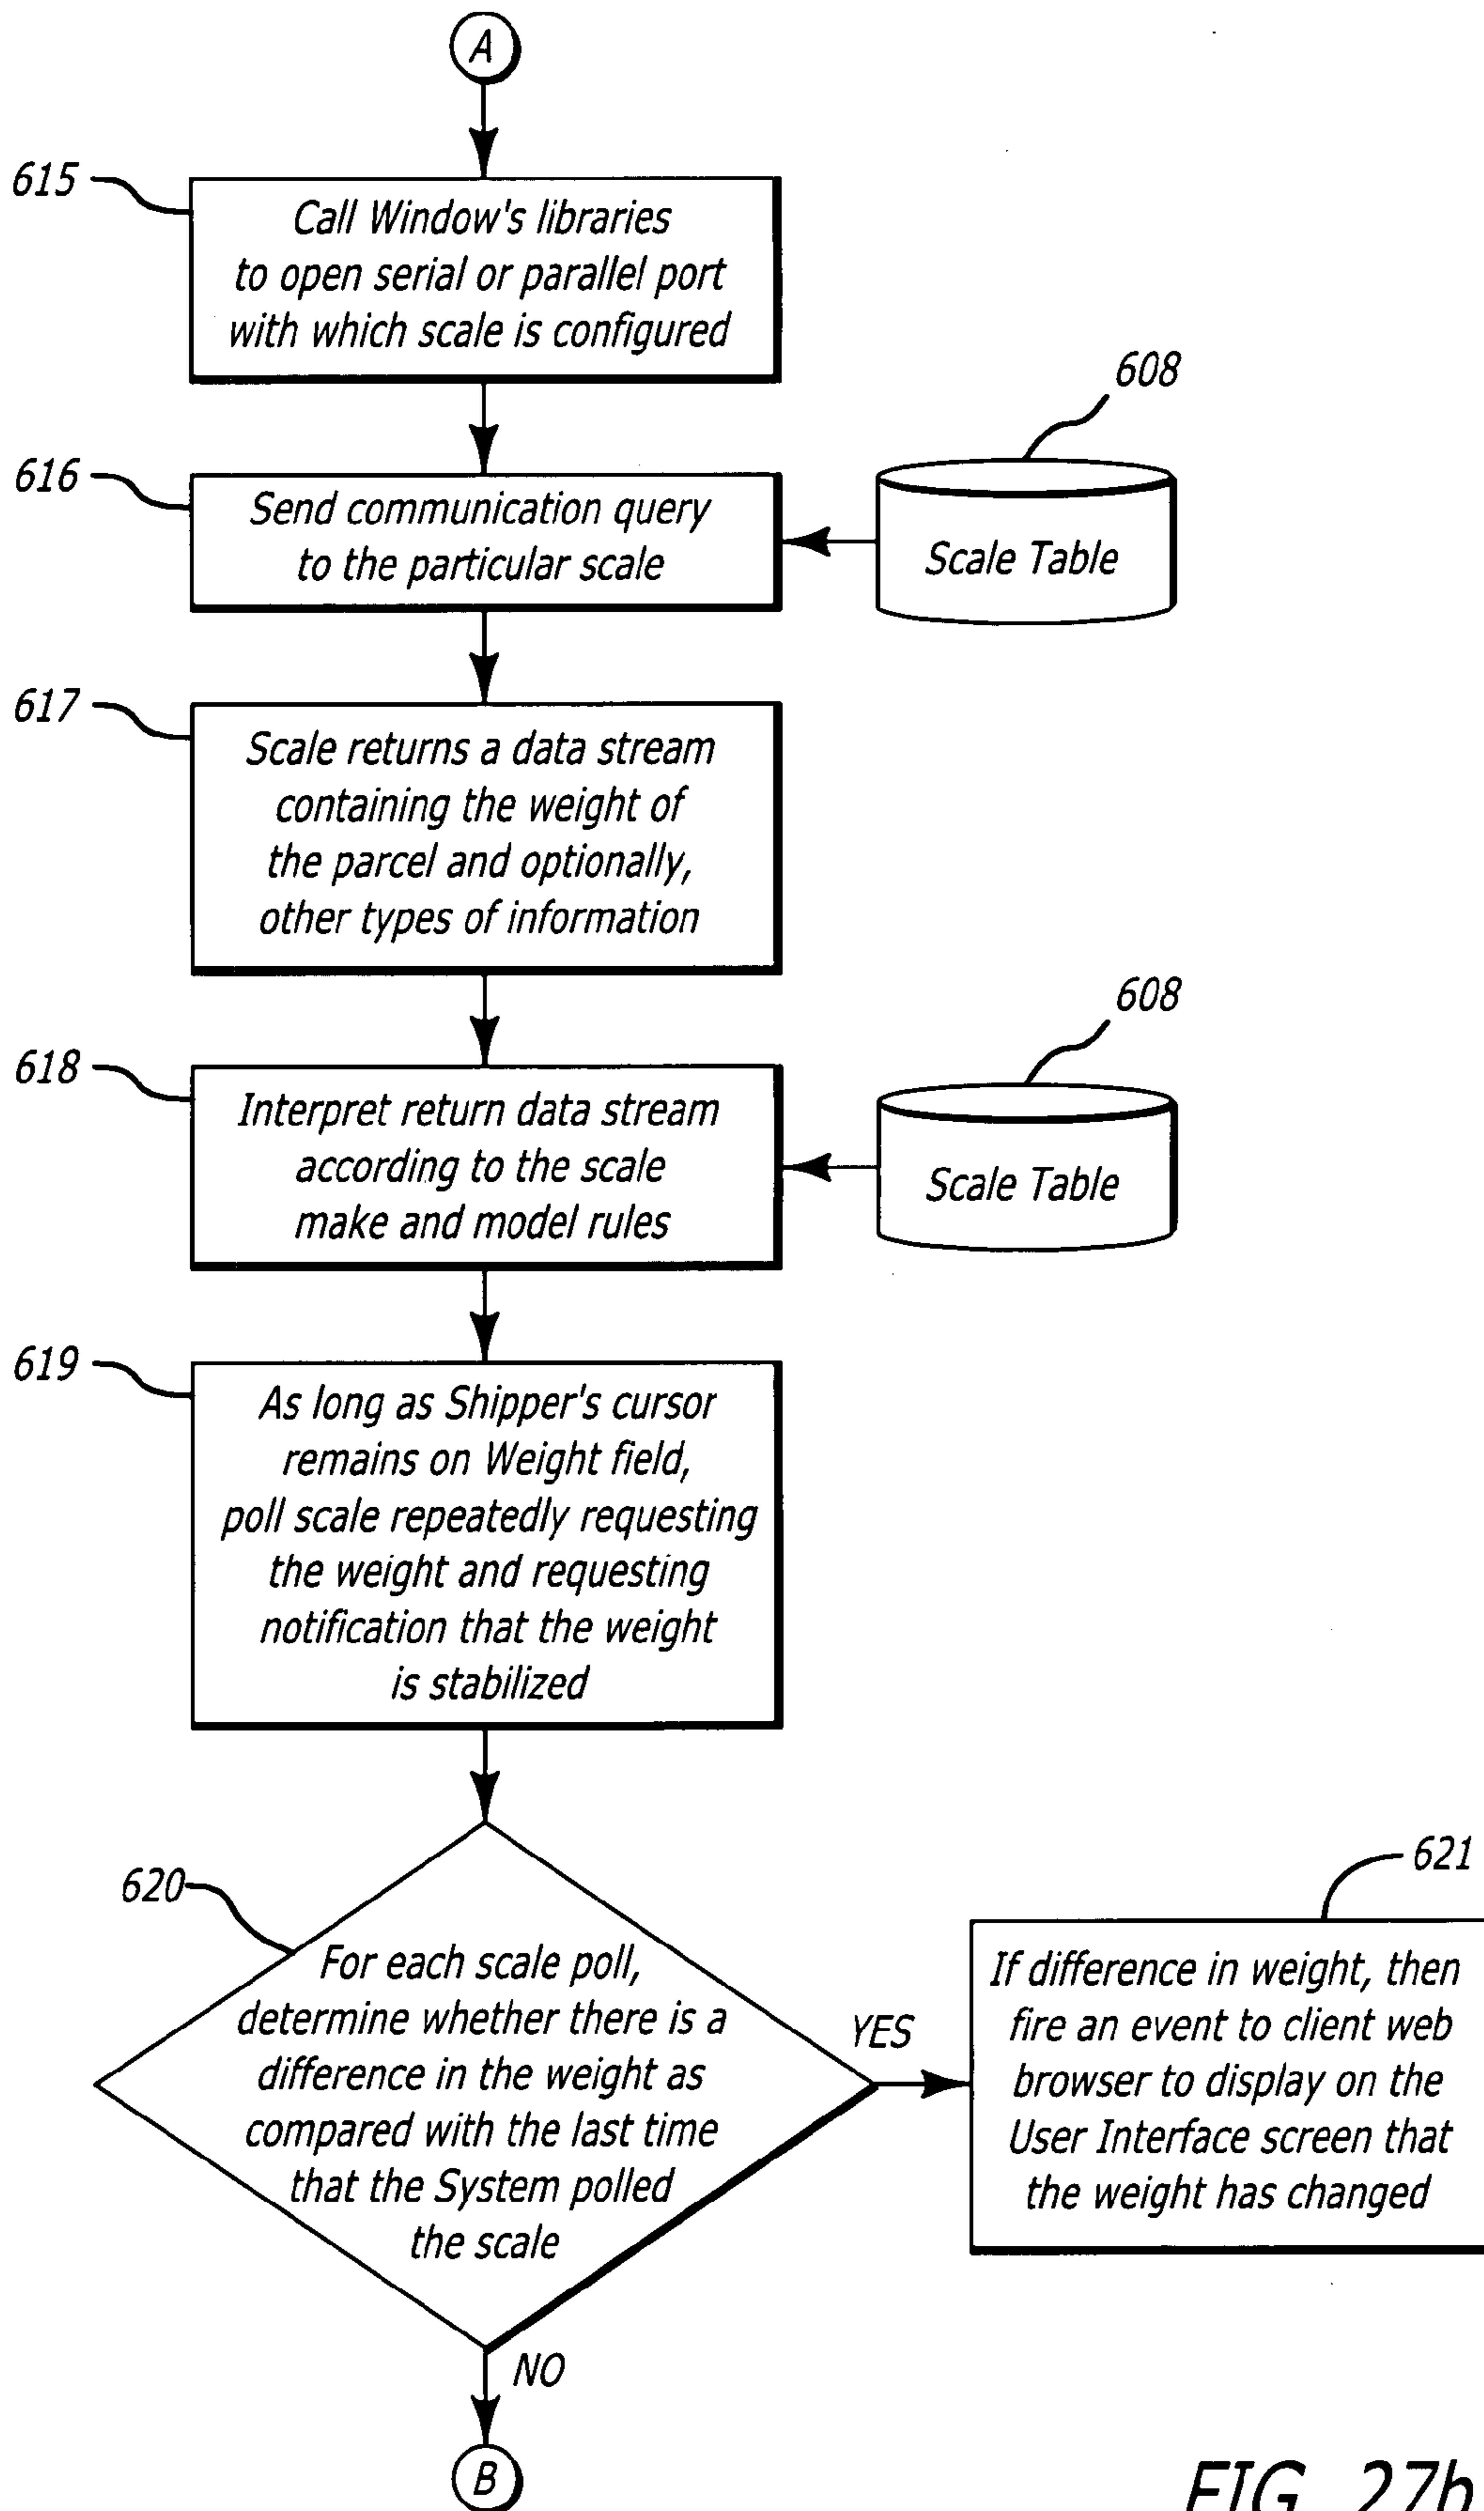 A
615
Call Window's libraries
to open serial or parallel port
with which scale is configured
608
616
Send communication query
to the particular scale
Scale Table
617
Scale returns a data stream
containing the weight of
the parcel and optionally,
other types of information
608
618
Interpret return data stream
according to the scale
make and model rules
Scale Table
619
As long as Shipper's cursor
remains on Weight field,
poll scale repeatedly requesting
the weight and requesting
notification that the weight
is stabilized
620
For each scale poll,
determine whether there is a
difference in the weight as
compared with the last time
that the System polled
the scale
YES
621
If difference in weight, then
fire an event to client web
browser to display on the
User Interface screen that
the weight has changed
NO
B
FIG. 27b